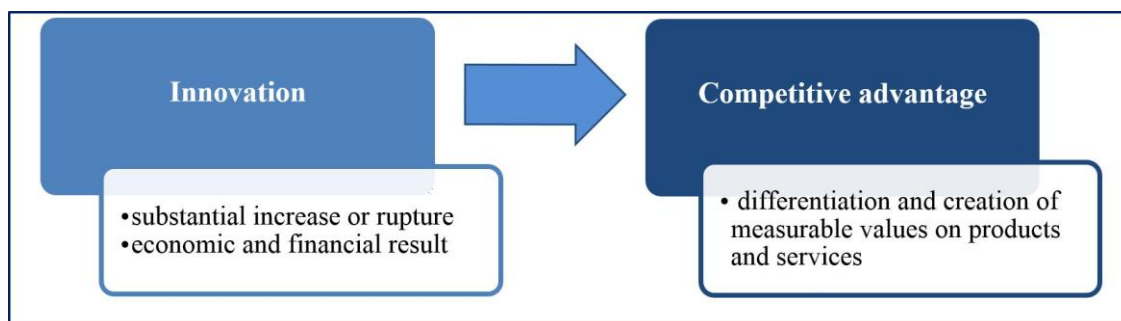 Innovation
•substantial increase or rupture
•economic and financial result
Competitive advantage
• differentiation and creation of
measurable values on products
and services